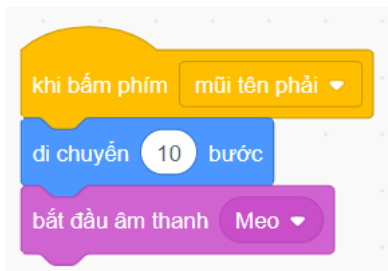 khi bấm phím mũi tên phải
di chuyển 10 bước
bắt đầu âm thanh Meo